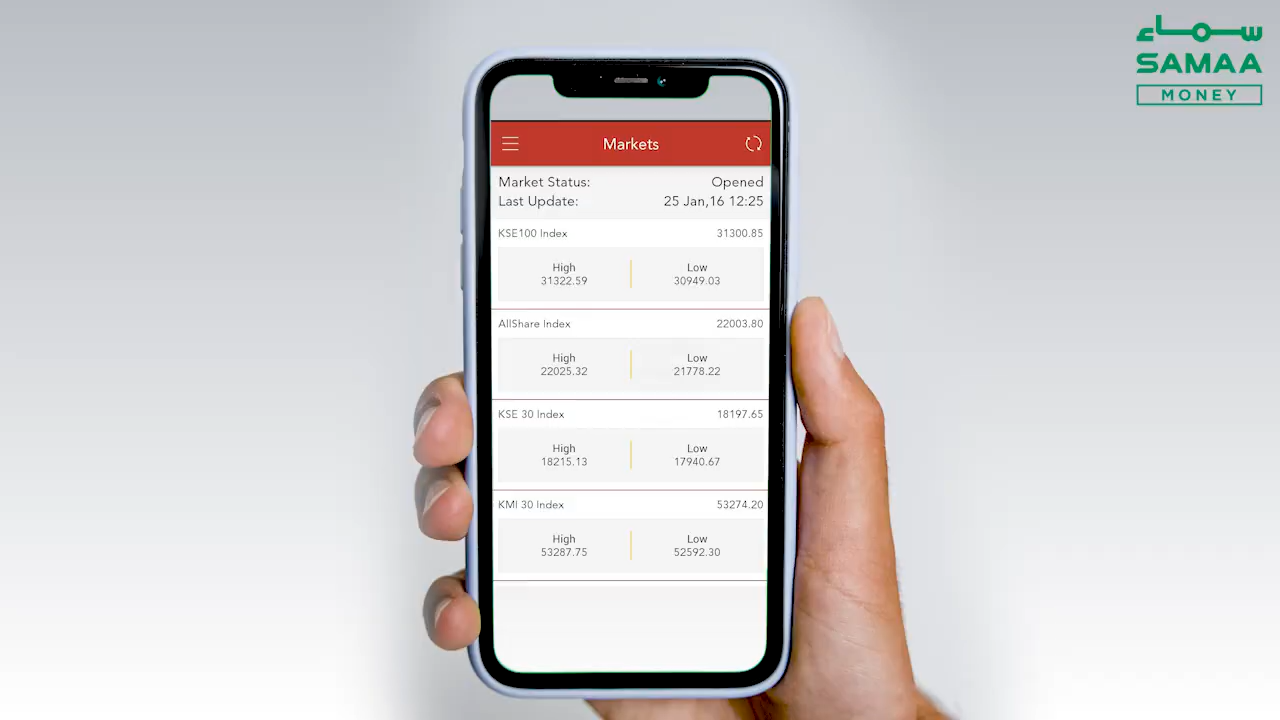 سماء
SAMAA
MONEY
Markets
Market Status: Opened
Last Update: 25 Jan,16 12:25
KSE100 Index 31300.85
High Low
31322.59 30949.03
AllShare Index 22003.80
High Low
22025.32 21778.22
KSE 30 Index 18197.65
High Low
18215.13 17940.67
KMI 30 Index 53274.20
High Low
53287.75 52592.30